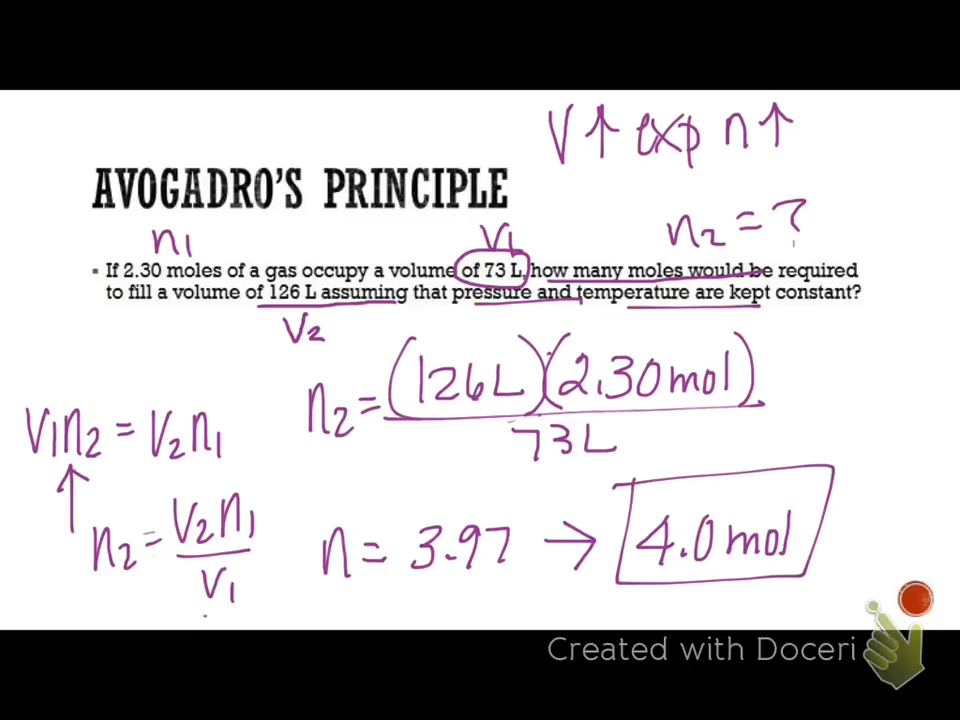 V ↑ exp n ↑
AVOGADRO'S PRINCIPLE
n₂ = ?
n₁
V₁
▪ If 2.30 moles of a gas occupy a volume of 73 L, how many moles would be required
to fill a volume of 126 L assuming that pressure and temperature are kept constant?
V₂
n₂ = (126L)(2.30mol)
73L
V₁n₂ = V₂n₁
↑
n₂ = V₂n₁
V₁
n = 3.97 → 4.0mol
Created with Doceri